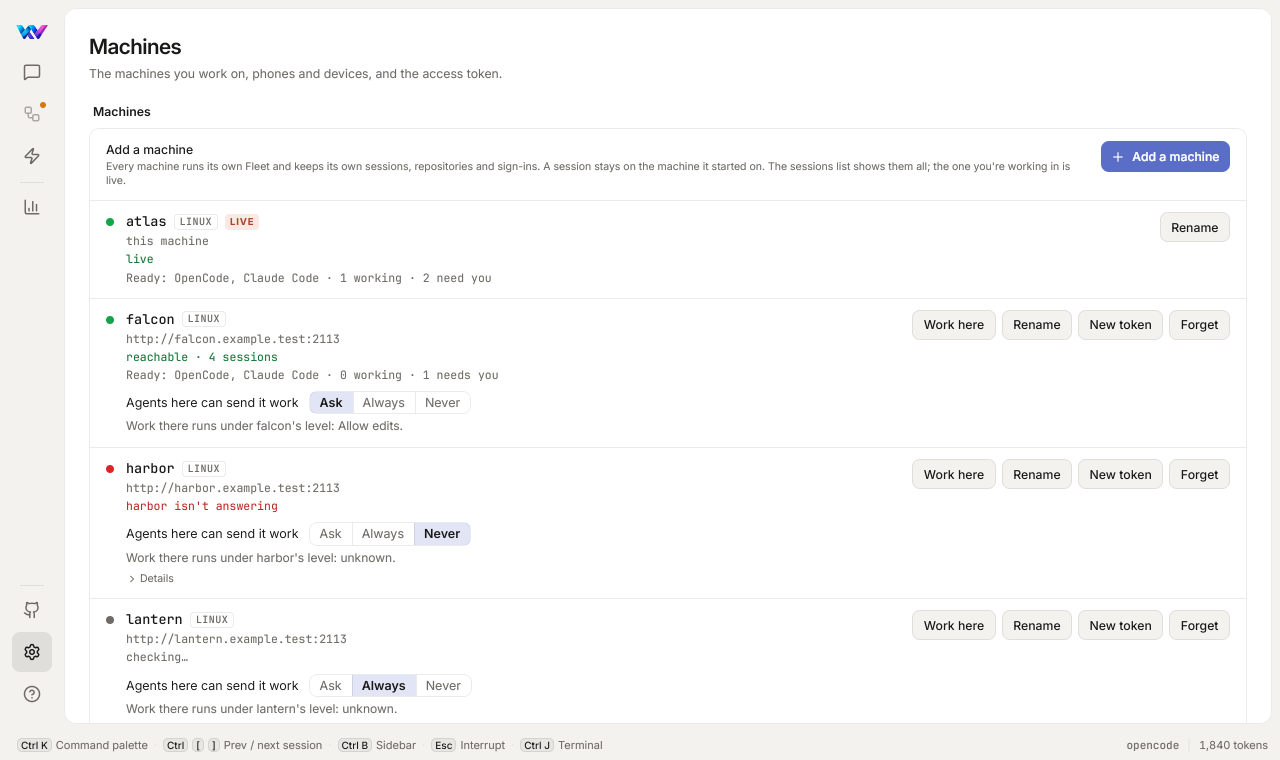 Machines
The machines you work on, phones and devices, and the access token.
Machines
Add a machine
Every machine runs its own Fleet and keeps its own sessions, repositories and sign-ins. A session stays on the machine it started on. The sessions list shows them all; the one you're working in is
live.
Add a machine
atlas LINUX LIVE
Rename
this machine
live
Ready: OpenCode, Claude Code · 1 working · 2 need you
falcon LINUX
Work here Rename New token Forget
http://falcon.example.test:2113
reachable · 4 sessions
Ready: OpenCode, Claude Code · 0 working · 1 needs you
Agents here can send it work Ask Always Never
Work there runs under falcon's level: Allow edits.
harbor LINUX
Work here Rename New token Forget
http://harbor.example.test:2113
harbor isn't answering
Agents here can send it work Ask Always Never
Work there runs under harbor's level: unknown.
Details
lantern LINUX
Work here Rename New token Forget
http://lantern.example.test:2113
checking…
Agents here can send it work Ask Always Never
Work there runs under lantern's level: unknown.
Ctrl K Command palette Ctrl [ ] Prev / next session Ctrl B Sidebar Esc Interrupt Ctrl J Terminal opencode 1,840 tokens